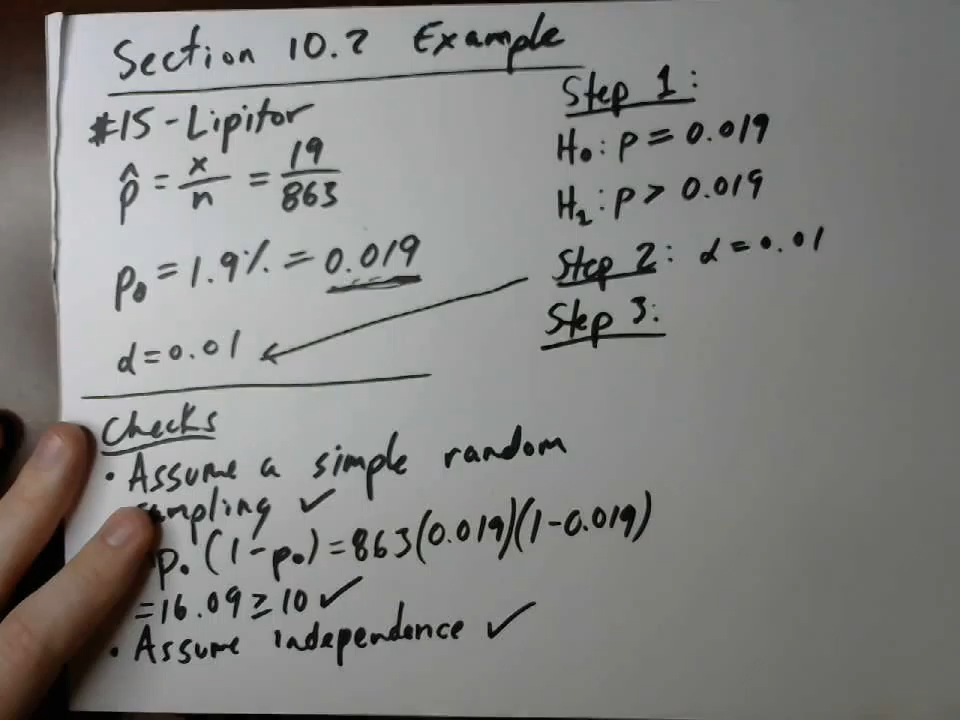 Section 10.2 Example
#15 - Lipitor
p̂ = x/n = 19/863
p₀ = 1.9% = 0.019
α = 0.01
Step 1:
H₀: p = 0.019
H₁: p > 0.019
Step 2: α = 0.01
Step 3:
Checks
• Assume a simple random
sampling ✓
p₀(1-p₀) = 863(0.019)(1-0.019)
= 16.09 ≥ 10 ✓
• Assume independence ✓